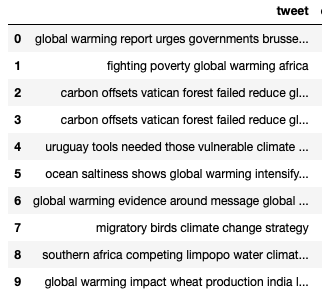 tweet
0 global warming report urges governments brusse...
1 fighting poverty global warming africa
2 carbon offsets vatican forest failed reduce gl...
3 carbon offsets vatican forest failed reduce gl...
4 uruguay tools needed those vulnerable climate ...
5 ocean saltiness shows global warming intensify...
6 global warming evidence around message global ...
7 migratory birds climate change strategy
8 southern africa competing limpopo water climat...
9 global warming impact wheat production india l...